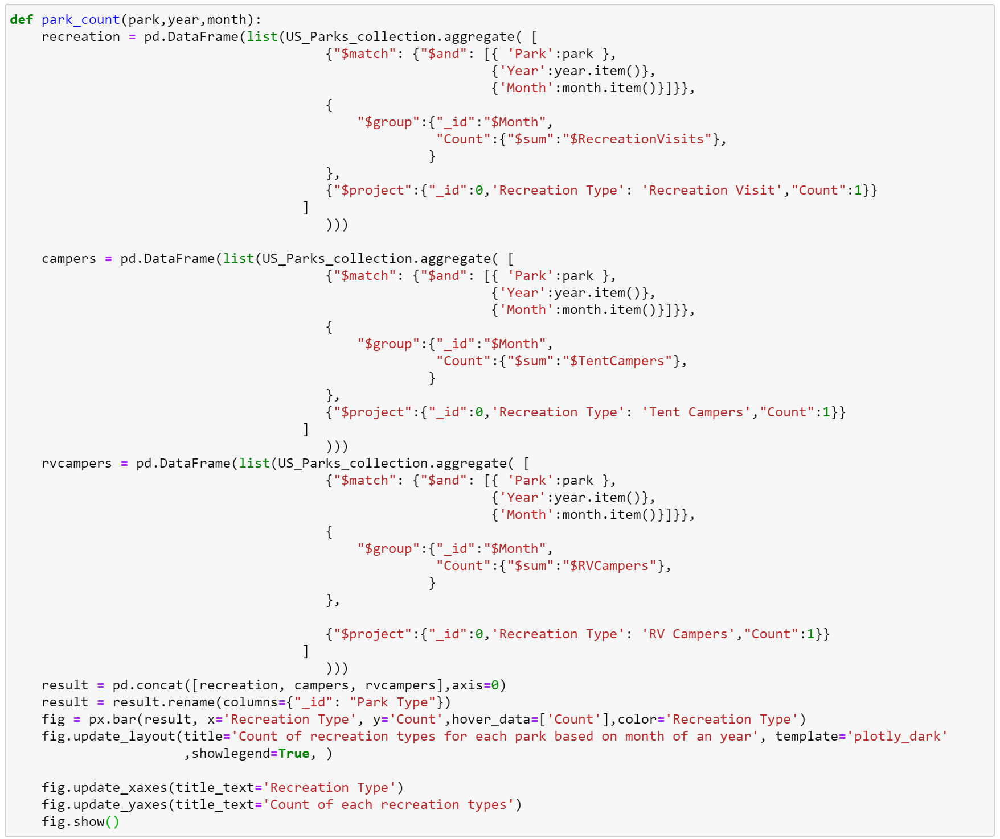 def park_count(park,year,month):
    recreation = pd.DataFrame(list(US_Parks_collection.aggregate( [
                                        {"$match": {"$and": [{ 'Park':park },
                                                             {'Year':year.item()},
                                                             {'Month':month.item()}]}},
                                        {
                                            "$group":{"_id":"$Month",
                                                      "Count":{"$sum":"$RecreationVisits"},
                                                     }
                                        },
                                        {"$project":{"_id":0,'Recreation Type': 'Recreation Visit',"Count":1}}
                                     ]
                                        )))

    campers = pd.DataFrame(list(US_Parks_collection.aggregate( [
                                        {"$match": {"$and": [{ 'Park':park },
                                                             {'Year':year.item()},
                                                             {'Month':month.item()}]}},
                                        {
                                            "$group":{"_id":"$Month",
                                                      "Count":{"$sum":"$TentCampers"},
                                                     }
                                        },
                                        {"$project":{"_id":0,'Recreation Type': 'Tent Campers',"Count":1}}
                                     ]
                                        )))
    rvcampers = pd.DataFrame(list(US_Parks_collection.aggregate( [
                                        {"$match": {"$and": [{ 'Park':park },
                                                             {'Year':year.item()},
                                                             {'Month':month.item()}]}},
                                        {
                                            "$group":{"_id":"$Month",
                                                      "Count":{"$sum":"$RVCampers"},
                                                     }
                                        },

                                        {"$project":{"_id":0,'Recreation Type': 'RV Campers',"Count":1}}
                                     ]
                                        )))
    result = pd.concat([recreation, campers, rvcampers],axis=0)
    result = result.rename(columns={"_id": "Park Type"})
    fig = px.bar(result, x='Recreation Type', y='Count',hover_data=['Count'],color='Recreation Type')
    fig.update_layout(title='Count of recreation types for each park based on month of an year', template='plotly_dark'
                      ,showlegend=True, )

    fig.update_xaxes(title_text='Recreation Type')
    fig.update_yaxes(title_text='Count of each recreation types')
    fig.show()